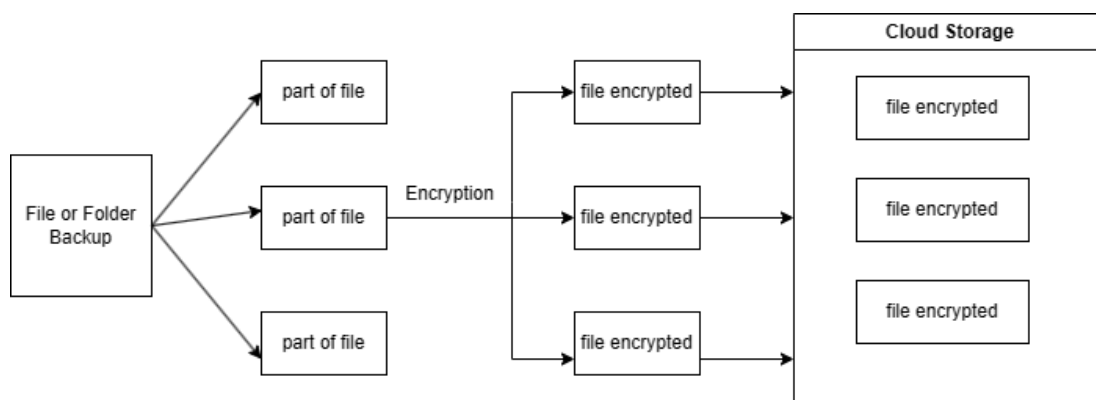 Cloud Storage
part of file
file encrypted
file encrypted
File or Folder
Backup
part of file
Encryption
file encrypted
file encrypted
part of file
file encrypted
file encrypted